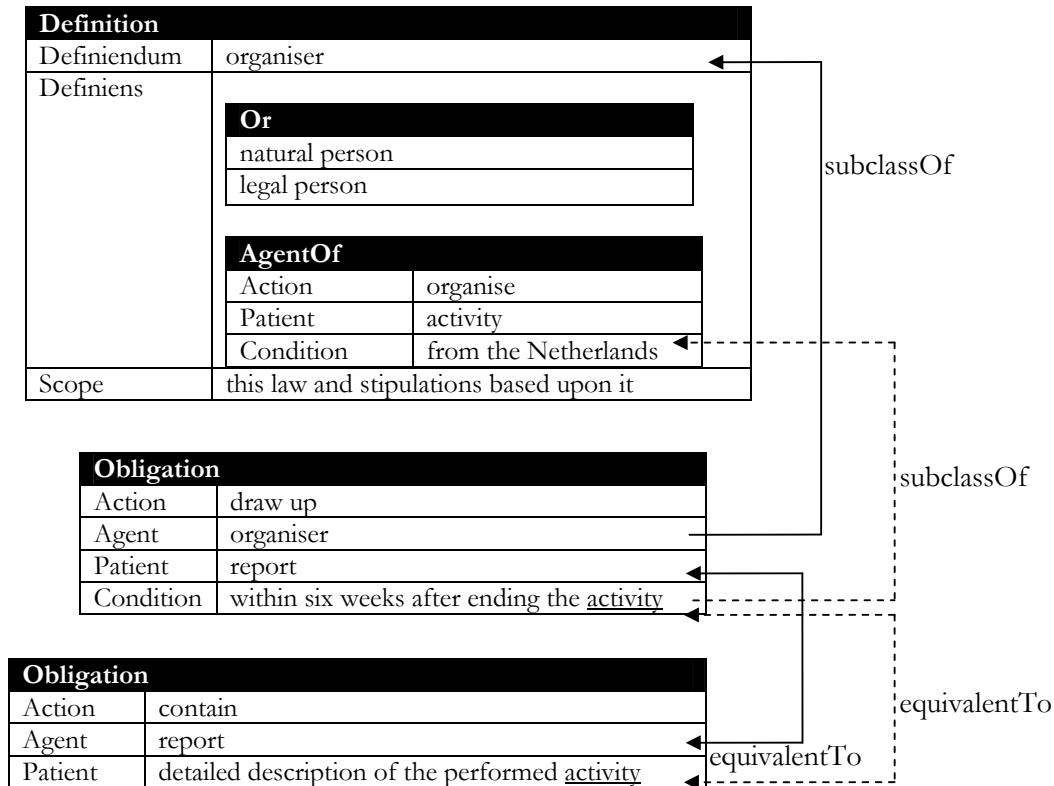 Definition
Definiendum organiser
Definiens
Or
natural person
legal person
subclassOf
AgentOf
Action organise
Patient activity
Condition from the Netherlands
Scope this law and stipulations based upon it
Obligation
subclassOf
Action draw up
Agent organiser
Patient report
Condition within six weeks after ending the activity
Obligation
Action contain
equivalentTo
Agent report
equivalentTo
Patient detailed description of the performed activity